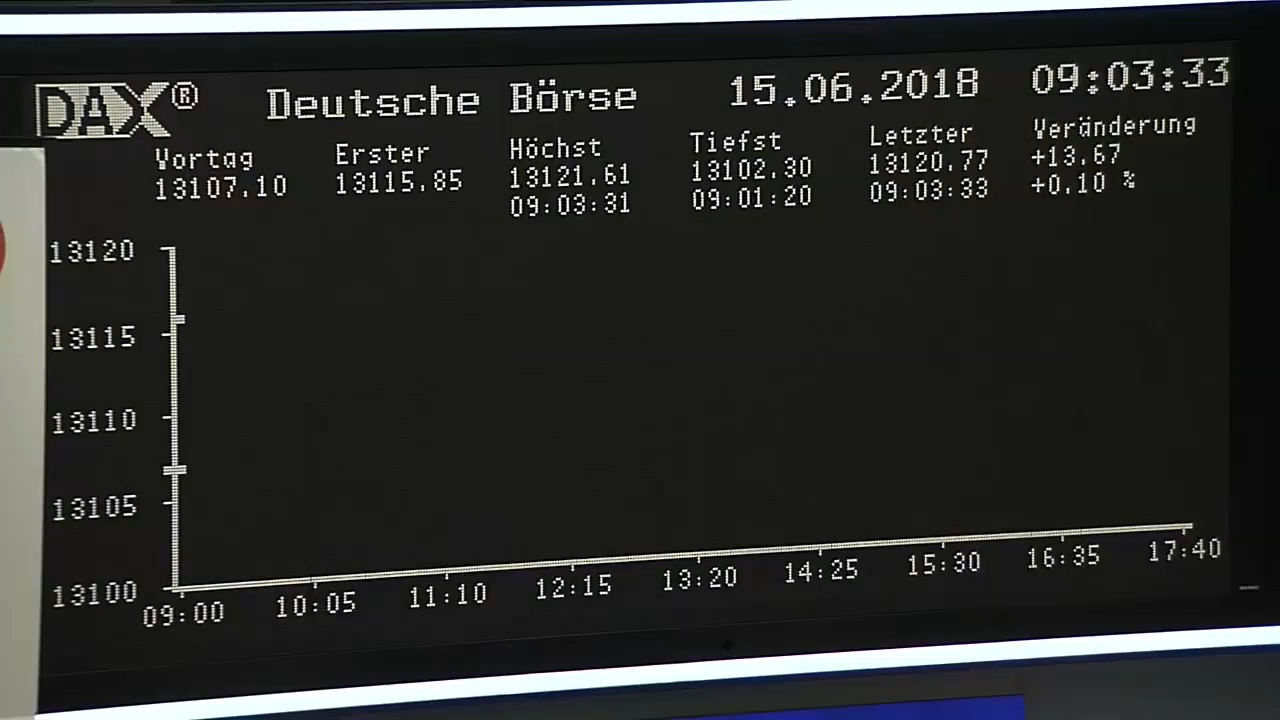 DAX® Deutsche Börse 15.06.2018 09:03:33
Vortag Erster Höchst Tiefst Letzter Veränderung
13107.10 13115.85 13121.61 13102.30 13120.77 +13.67
09:03:31 09:01:20 09:03:33 +0.10 %
13120
13115
13110
13105
13100
09:00 10:05 11:10 12:15 13:20 14:25 15:30 16:35 17:40